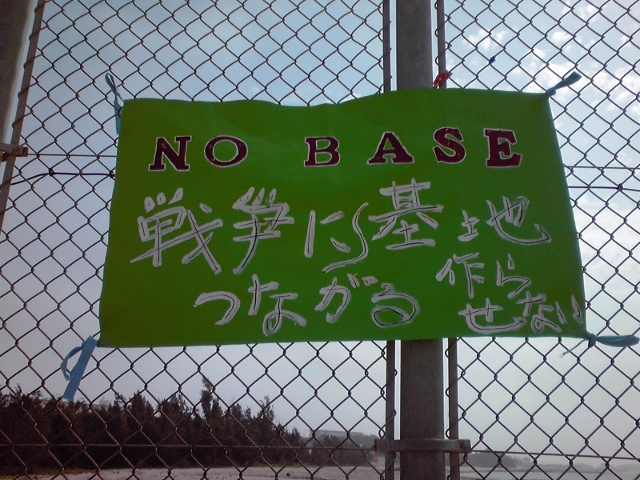 NO BASE
戦争に
つながる
基地
作ら
せない